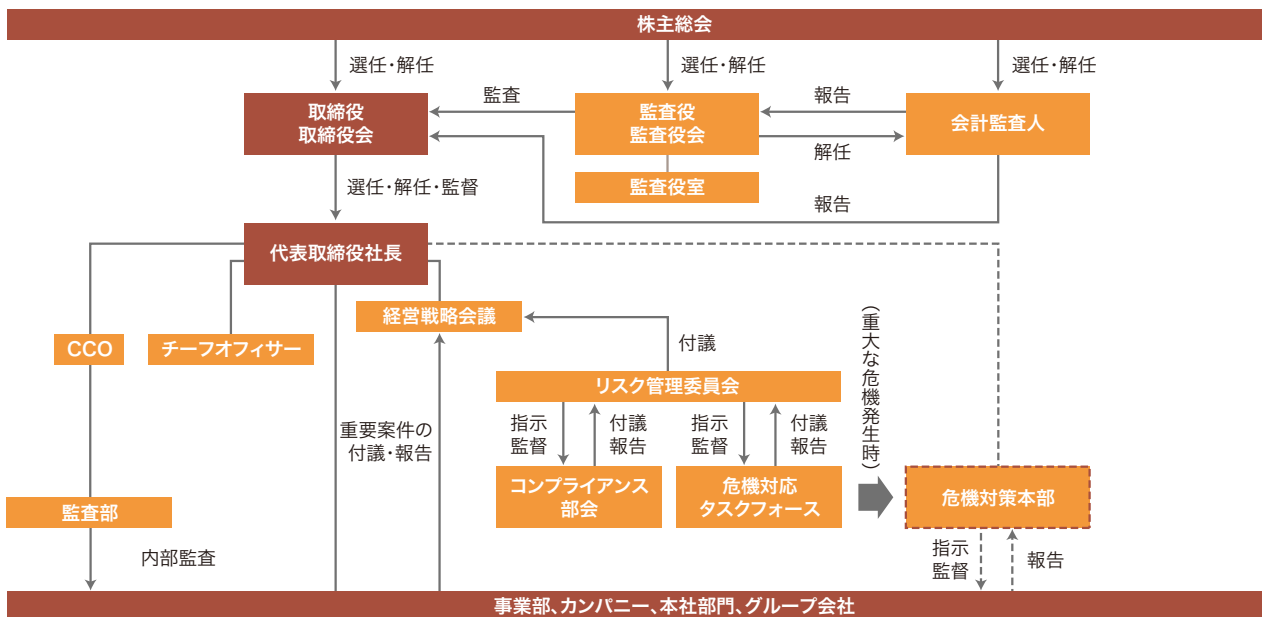 株主総会
選任・解任
選任・解任
選任・解任
取締役
取締役会
監査
監査役
監査役会
報告
解任
会計監査人
監査役室
報告
選任・解任・監督
代表取締役社長
経営戦略会議
CCO
チーフオフィサー
付議
リスク管理委員会
(重大な危機発生時)
重要案件の
付議・報告
指示
監督
付議
報告
指示
監督
付議
報告
コンプライアンス
部会
危機対応
タスクフォース
危機対策本部
監査部
内部監査
指示
監督
報告
事業部、カンパニー、本社部門、グループ会社